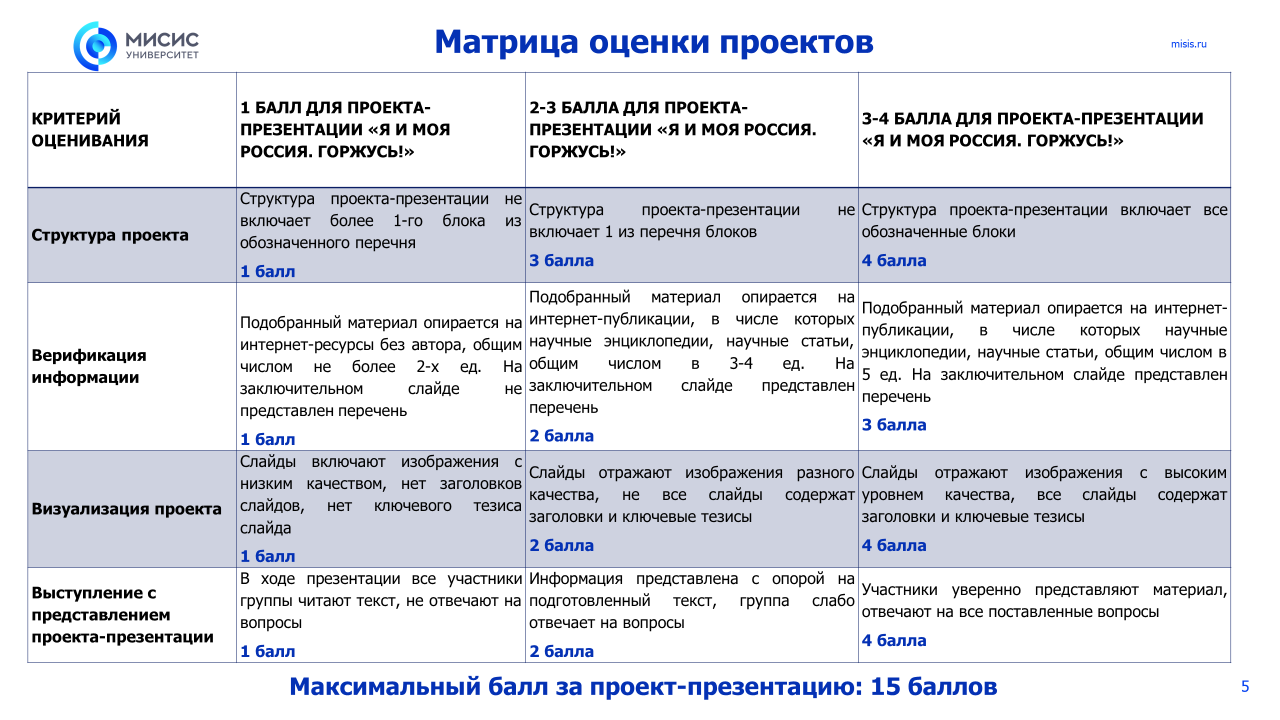 МИСИС
УНИВЕРСИТЕТ
Матрица оценки проектов
misis.ru
КРИТЕРИЙ
ОЦЕНИВАНИЯ
1 БАЛЛ ДЛЯ ПРОЕКТА-
ПРЕЗЕНТАЦИИ «Я И МОЯ
РОССИЯ. ГОРЖУСЬ!»
2-3 БАЛЛА ДЛЯ ПРОЕКТА-
ПРЕЗЕНТАЦИИ «Я И МОЯ РОССИЯ.
ГОРЖУСЬ!»
3-4 БАЛЛА ДЛЯ ПРОЕКТА-ПРЕЗЕНТАЦИИ
«Я И МОЯ РОССИЯ. ГОРЖУСЬ!»
Структура проекта
Структура проекта-презентации не
включает более 1-го блока из
обозначенного перечня
1 балл
Структура проекта-презентации не
включает 1 из перечня блоков
3 балла
Структура проекта-презентации включает все
обозначенные блоки
4 балла
Верификация
информации
Подобранный материал опирается на
интернет-ресурсы без автора, общим
числом не более 2-х ед. На
заключительном слайде не
представлен перечень
1 балл
Подобранный материал опирается на
интернет-публикации, в числе которых
научные энциклопедии, научные статьи,
общим числом в 3-4 ед. На
заключительном слайде представлен
перечень
2 балла
Подобранный материал опирается на интернет-
публикации, в числе которых научные
энциклопедии, научные статьи, общим числом в
5 ед. На заключительном слайде представлен
перечень
3 балла
Визуализация проекта
Слайды включают изображения с
низким качеством, нет заголовков
слайдов, нет ключевого тезиса
слайда
1 балл
Слайды отражают изображения разного
качества, не все слайды содержат
заголовки и ключевые тезисы
2 балла
Слайды отражают изображения с высоким
уровнем качества, все слайды содержат
заголовки и ключевые тезисы
4 балла
Выступление с
представлением
проекта-презентации
В ходе презентации все участники
группы читают текст, не отвечают на
вопросы
1 балл
Информация представлена с опорой на
подготовленный текст, группа слабо
отвечает на вопросы
2 балла
Участники уверенно представляют материал,
отвечают на все поставленные вопросы
4 балла
Максимальный балл за проект-презентацию: 15 баллов
5